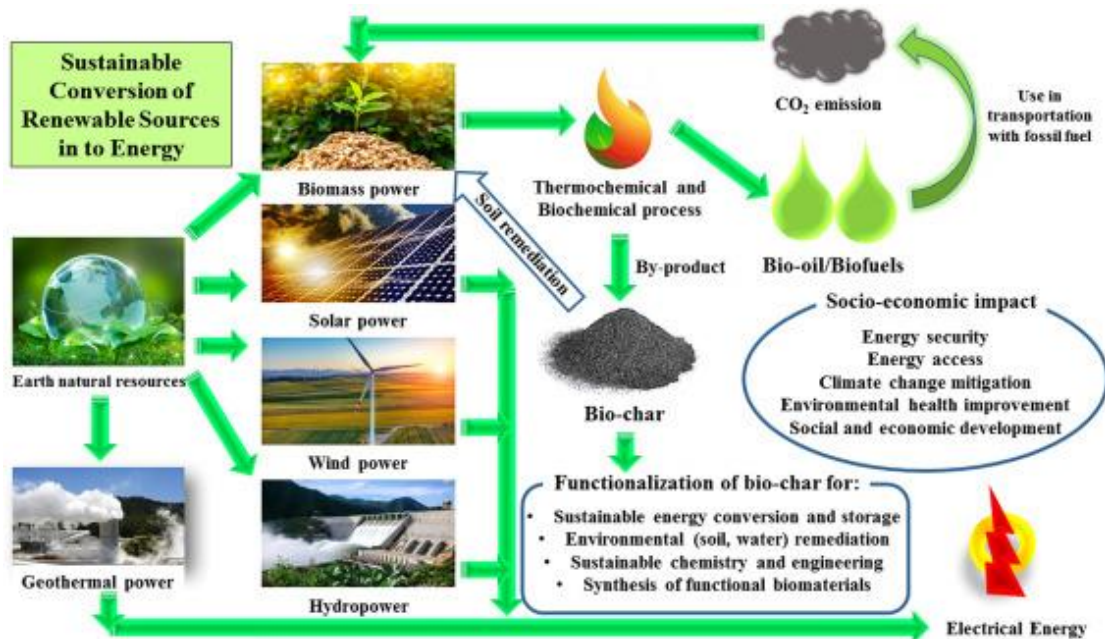 Sustainable
Conversion of
Renewable Sources
in to Energy
CO2 emission
Use in
transportation
with fossil fuel
Biomass power
Thermochemical and
Biochemical process
Soil remediation
By-product
Bio-oil/Biofuels
Solar power
Earth natural resources
Bio-char
Socio-economic impact
Energy security
Energy access
Climate change mitigation
Environmental health improvement
Social and economic development
Wind power
Functionalization of bio-char for:
• Sustainable energy conversion and storage
• Environmental (soil, water) remediation
• Sustainable chemistry and engineering
• Synthesis of functional biomaterials
Geothermal power
Hydropower
Electrical Energy